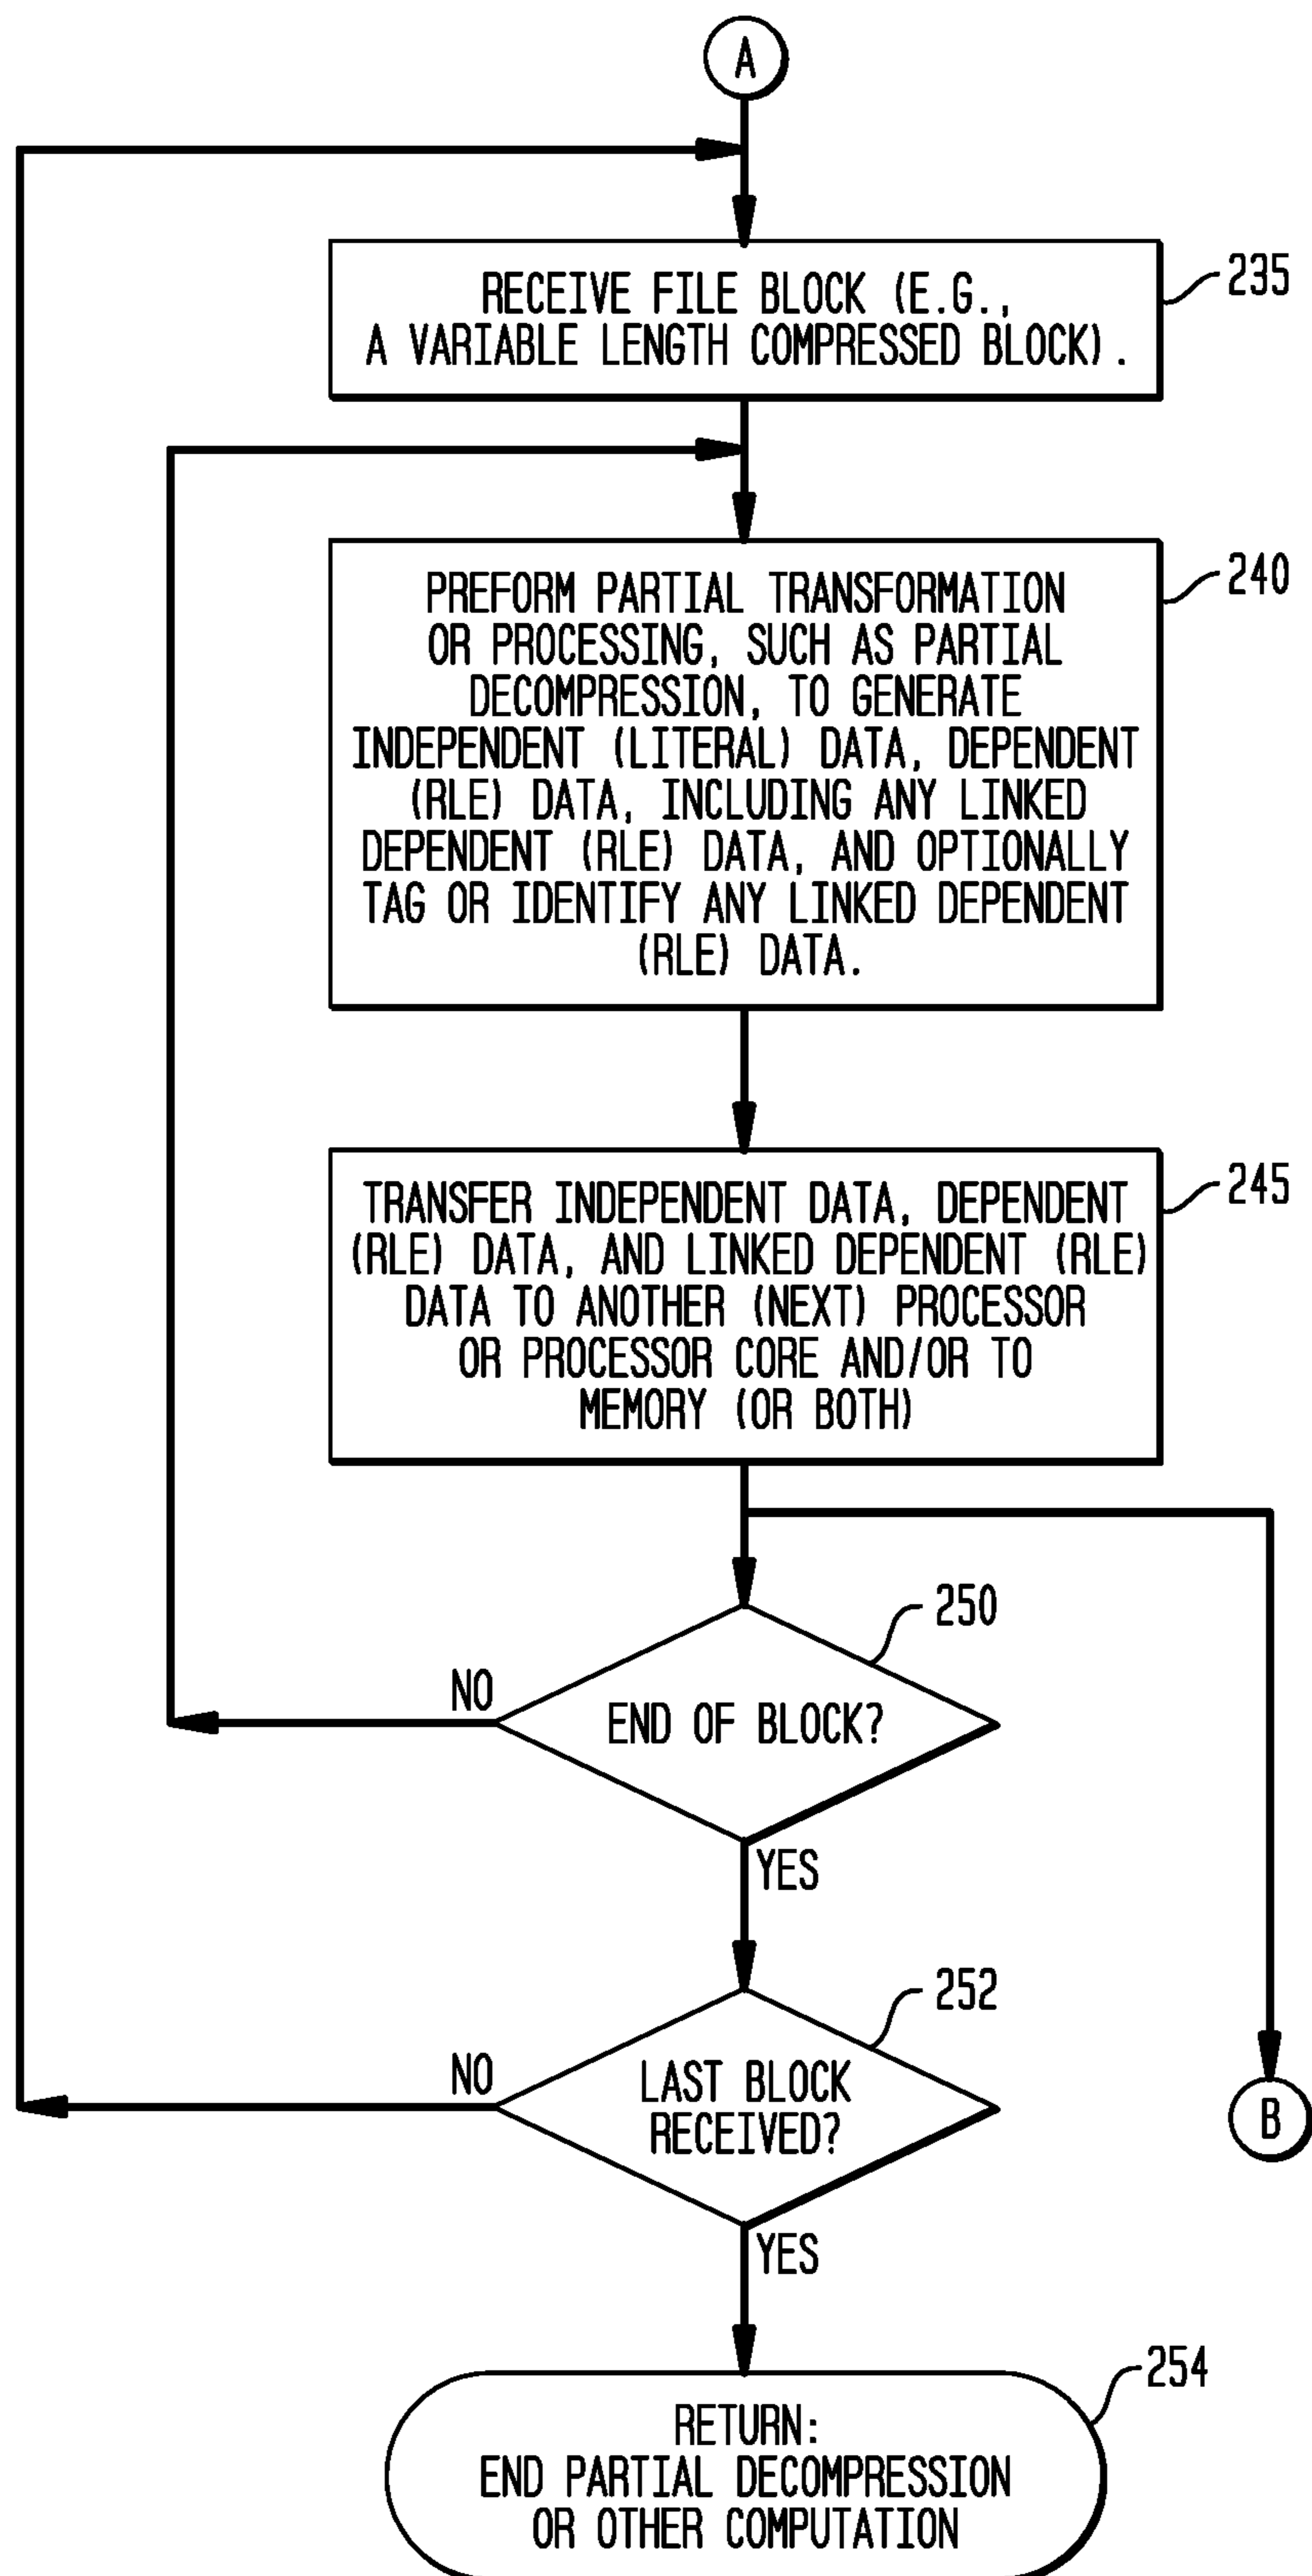 A
RECEIVE FILE BLOCK (E.G.,
A VARIABLE LENGTH COMPRESSED BLOCK).
235
PREFORM PARTIAL TRANSFORMATION
OR PROCESSING, SUCH AS PARTIAL
DECOMPRESSION, TO GENERATE
INDEPENDENT (LITERAL) DATA, DEPENDENT
(RLE) DATA, INCLUDING ANY LINKED
DEPENDENT (RLE) DATA, AND OPTIONALLY
TAG OR IDENTIFY ANY LINKED DEPENDENT
(RLE) DATA.
240
TRANSFER INDEPENDENT DATA, DEPENDENT
(RLE) DATA, AND LINKED DEPENDENT (RLE)
DATA TO ANOTHER (NEXT) PROCESSOR
OR PROCESSOR CORE AND/OR TO
MEMORY (OR BOTH)
245
250
NO
END OF BLOCK?
YES
252
NO
LAST BLOCK
RECEIVED?
B
YES
254
RETURN:
END PARTIAL DECOMPRESSION
OR OTHER COMPUTATION